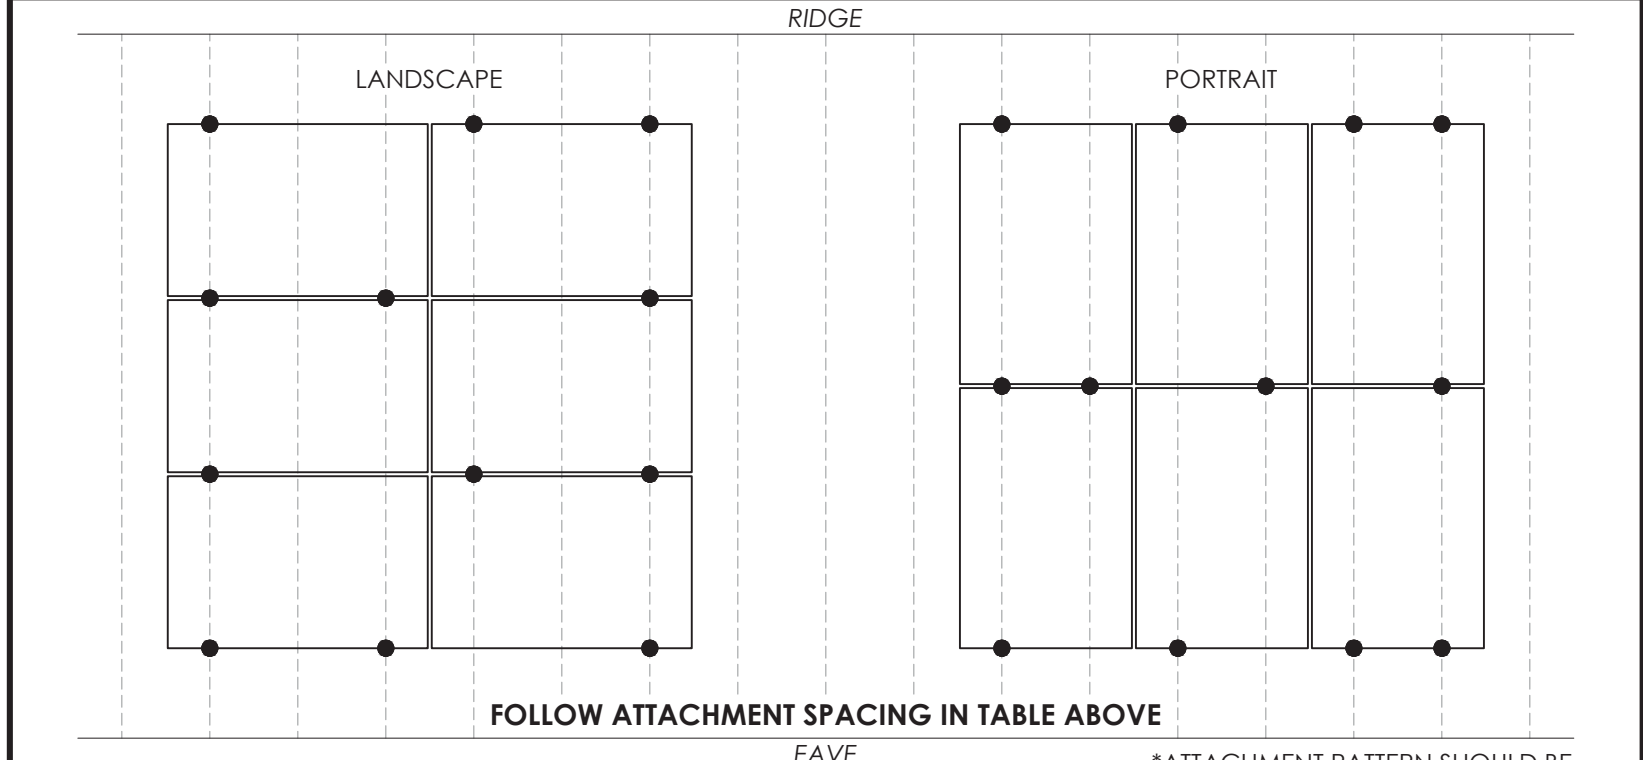 RIDGE
LANDSCAPE
PORTRAIT
FOLLOW ATTACHMENT SPACING IN TABLE ABOVE
EAVE
*ATTACHMENT PATTERN SHOULD BE